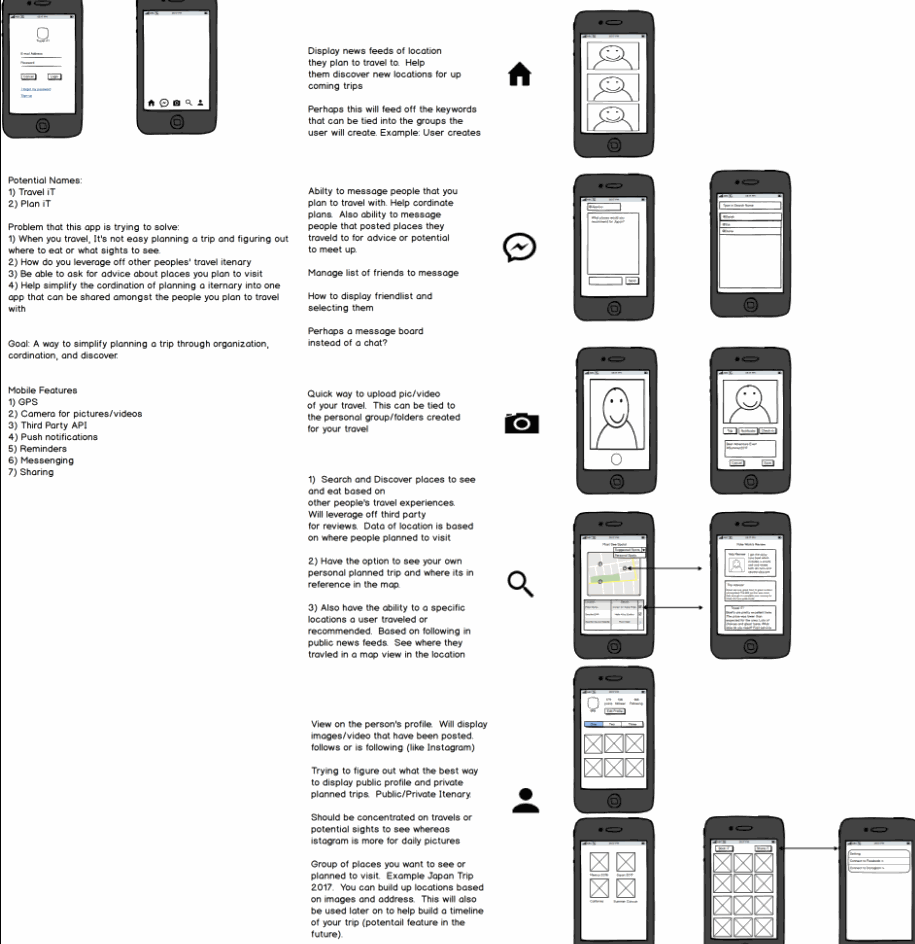 E-mail Address
Password
Cancel
Login
Forgot my password
Sign up
Potential Names:
1) Travel iT
2) Plan iT
Problem that this app is trying to solve:
1) When you travel, It's not easy planning a trip and figuring out
where to eat or what sights to see.
2) How do you leverage off other peoples' travel itenary
3) Be able to ask for advice about places you plan to visit
4) Help simplify the cordination of planning a iternary into one
app that can be shared amongst the people you plan to travel
with
Goal: A way to simplify planning a trip through organization,
cordination, and discover.
Mobile Features
1) GPS
2) Camera for pictures/videos
3) Third Party API
4) Push notifications
5) Reminders
6) Messenging
7) Sharing
Display news feeds of location
they plan to travel to. Help
them discover new locations for up
coming trips
Perhaps this will feed off the keywords
that can be tied into the groups the
user will create. Example: User creates
Abilty to message people that you
plan to travel with. Help cordinate
plans. Also ability to message
people that posted places they
traveld to for advice or potential
to meet up.
Manage list of friends to message
How to display friendlist and
selecting them
Perhaps a message board
instead of a chat?
Quick way to upload pic/video
of your travel. This can be tied to
the personal group/folders created
for your travel
1) Search and Discover places to see
and eat based on
other people's travel experiences.
Will leverage off third party
for reviews. Data of location is based
on where people planned to visit
2) Have the option to see your own
personal planned trip and where its in
reference in the map.
3) Also have the ability to a specific
locations a user traveled or
recommended. Based on following in
public news feeds. See where they
travled in a map view in the location
View on the person's profile. Will display
images/video that have been posted.
follows or is following (like Instagram)
Trying to figure out what the best way
to display public profile and private
planned trips. Public/Private Itenary.
Should be concentrated on travels or
potential sights to see whereas
istagram is more for daily pictures
Group of places you want to see or
planned to visit. Example Japan Trip
2017. You can build up locations based
on images and address. This will also
be used later on to help build a timeline
of your trip (potentail feature in the
future).